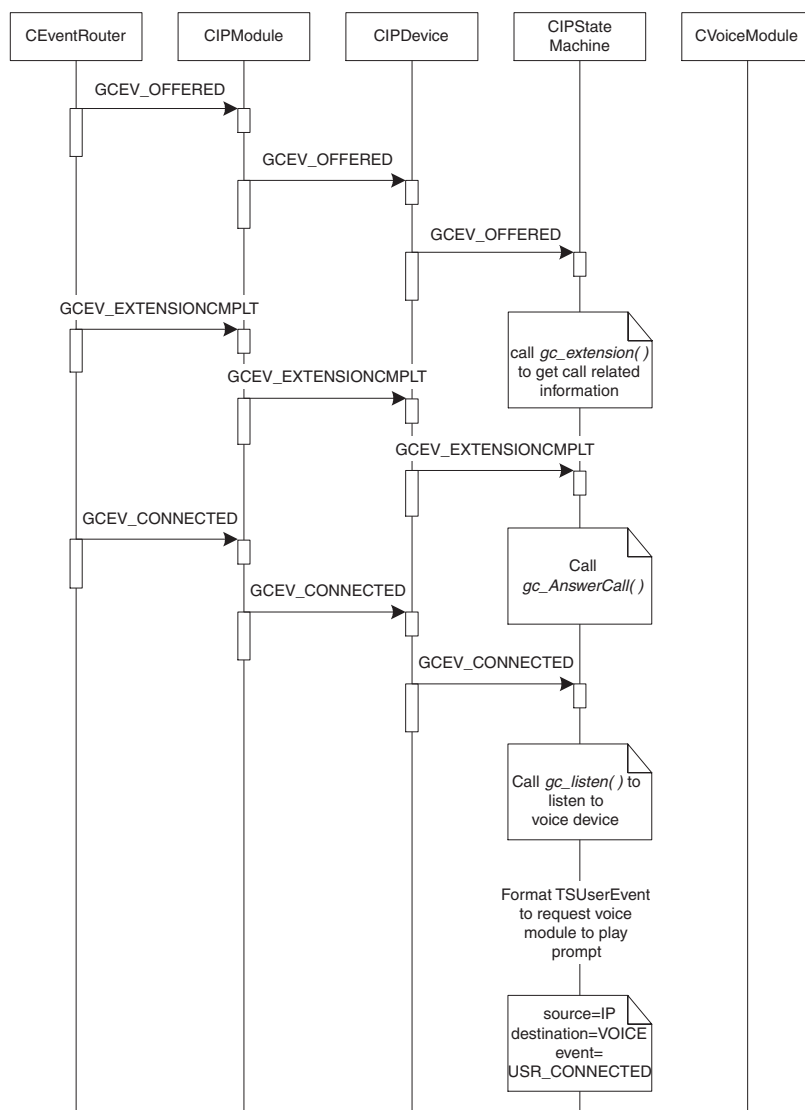 CEventRouter
CIPModule
CIPDevice
CIPState
Machine
CVoiceModule
GCEV_OFFERED
GCEV_OFFERED
GCEV_OFFERED
GCEV_EXTENSIONCMPLT
call gc_extension( )
to get call related
information
GCEV_EXTENSIONCMPLT
GCEV_EXTENSIONCMPLT
GCEV_CONNECTED
Call
gc_AnswerCall( )
GCEV_CONNECTED
GCEV_CONNECTED
Call gc_listen( ) to
listen to
voice device
Format TSUserEvent
to request voice
module to play
prompt
source=IP
destination=VOICE
event=
USR_CONNECTED